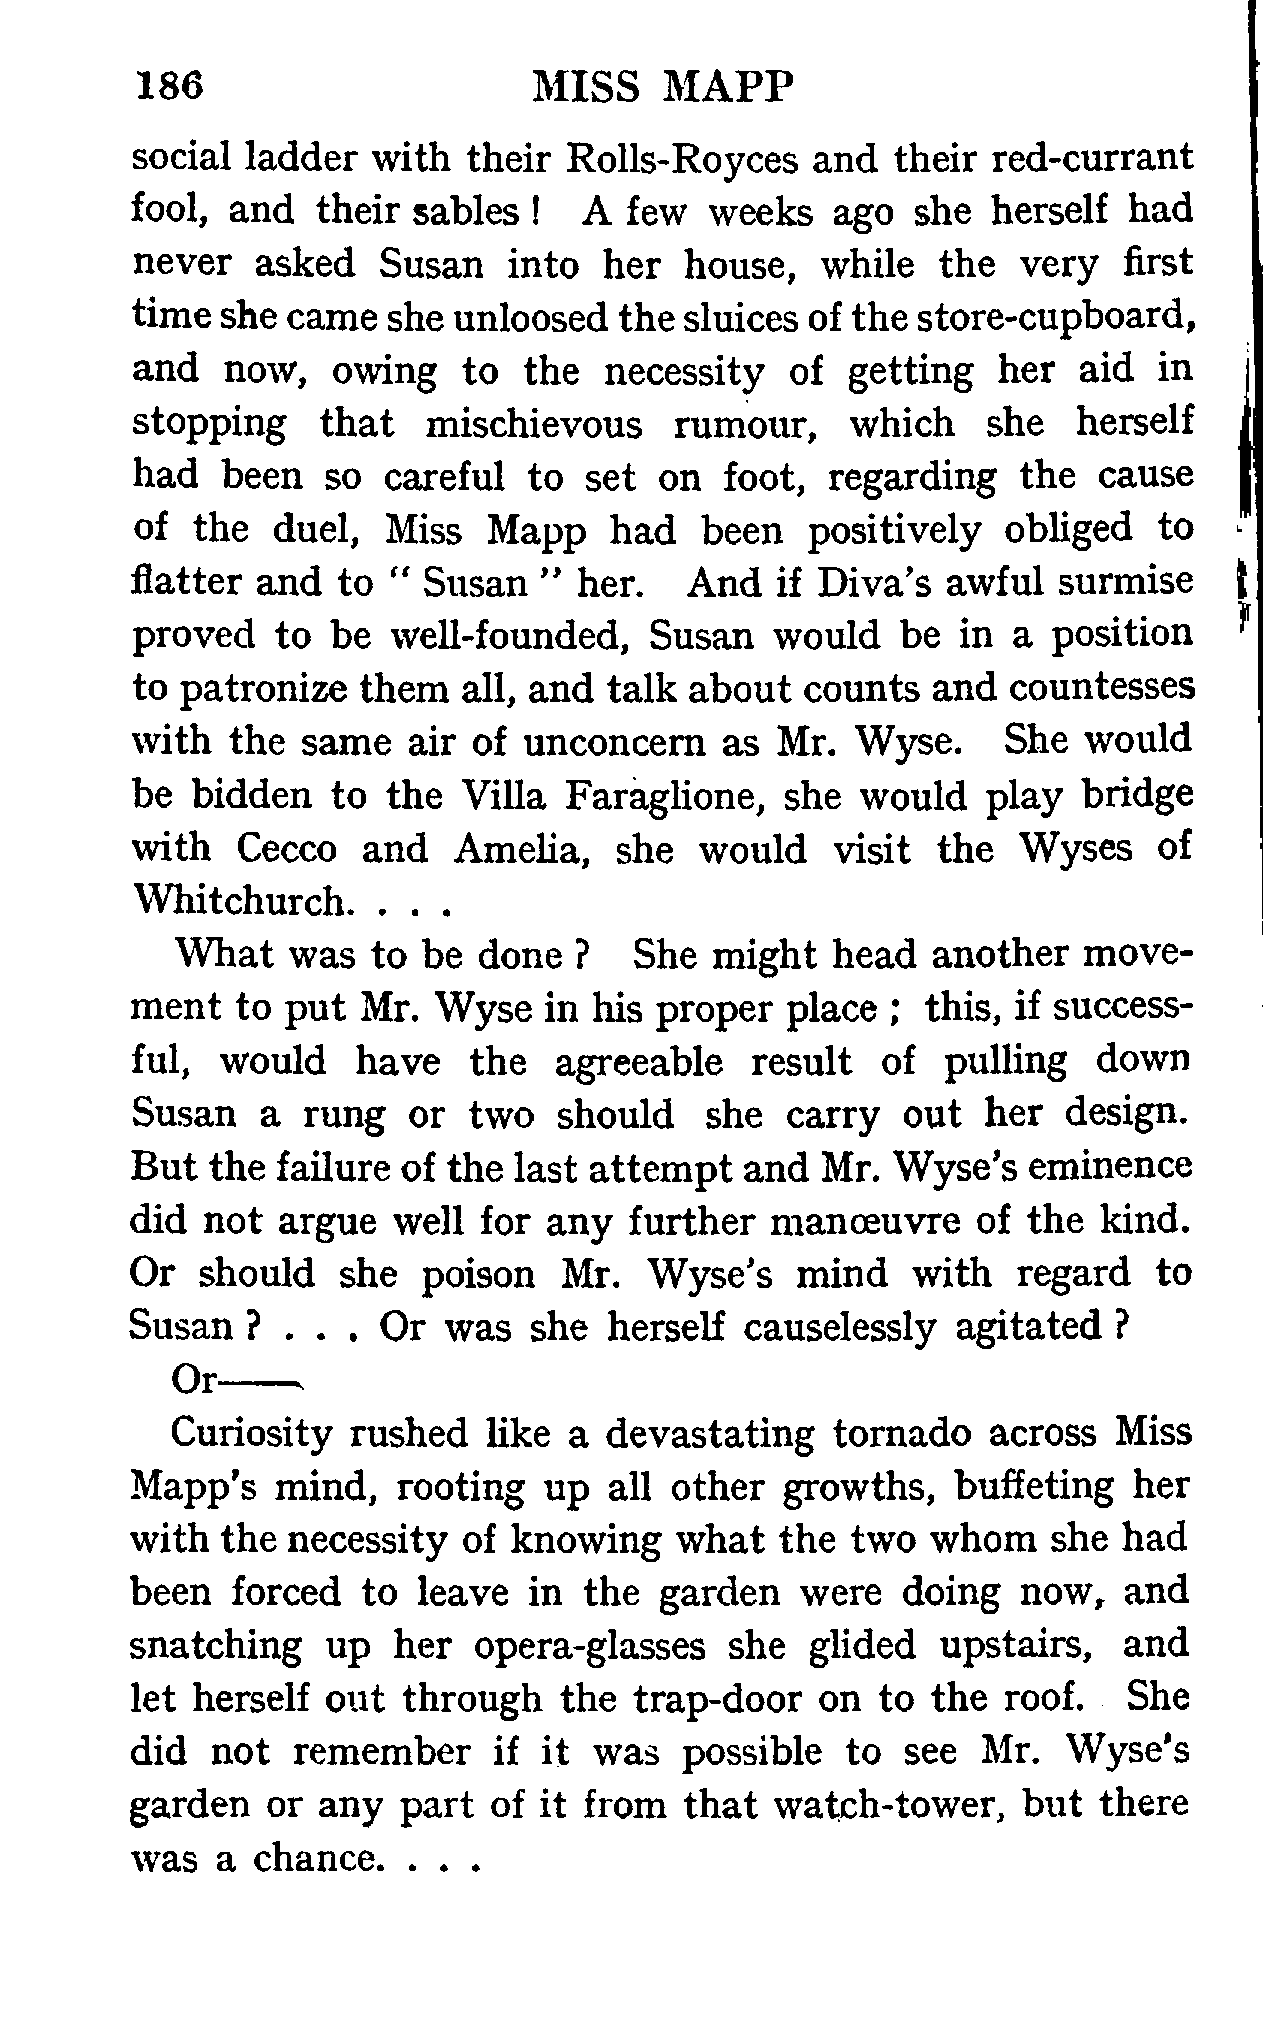 186 MISS MAPP
social ladder with their Rolls-Royces and their red-currant
fool, and their sables ! A few weeks ago she herself had
never asked Susan into her house, while the very first
time she came she unloosed the sluices of the store-cupboard,
and now, owing to the necessity of getting her aid in
stopping that mischievous rumour, which she herself
had been so careful to set on foot, regarding the cause
of the duel, Miss Mapp had been positively obliged to
flatter and to “ Susan ” her. And if Diva's awful surmise
proved to be well-founded, Susan would be in a position
to patronize them all, and talk about counts and countesses
with the same air of unconcern as Mr. Wyse. She would
be bidden to the Villa Faraglione, she would play bridge
with Cecco and Amelia, she would visit the Wyses of
Whitchurch. . . .
What was to be done ? She might head another move-
ment to put Mr. Wyse in his proper place ; this, if success-
ful, would have the agreeable result of pulling down
Susan a rung or two should she carry out her design.
But the failure of the last attempt and Mr. Wyse's eminence
did not argue well for any further manœuvre of the kind.
Or should she poison Mr. Wyse's mind with regard to
Susan ? . . . Or was she herself causelessly agitated ?
Or——
Curiosity rushed like a devastating tornado across Miss
Mapp's mind, rooting up all other growths, buffeting her
with the necessity of knowing what the two whom she had
been forced to leave in the garden were doing now, and
snatching up her opera-glasses she glided upstairs, and
let herself out through the trap-door on to the roof. She
did not remember if it was possible to see Mr. Wyse's
garden or any part of it from that watch-tower, but there
was a chance. . . .